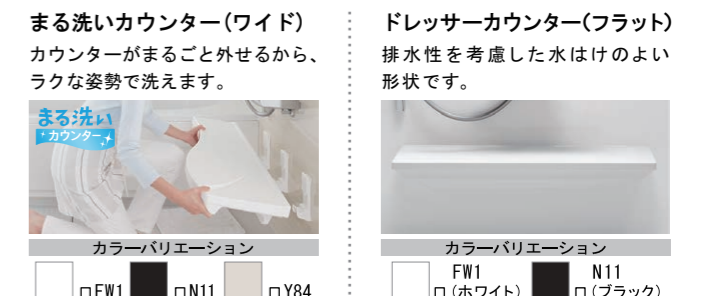 まる洗いカウンター(ワイド)
カウンターがまるごと外せるから、
ラクな姿勢で洗えます。
まる洗い
カウンター
カラーバリエーション
□FW1 □N11 □Y84
ドレッサーカウンター(フラット)
排水性を考慮した水はけのよい
形状です。
カラーバリエーション
FW1 N11
□(ホワイト) □(ブラック)